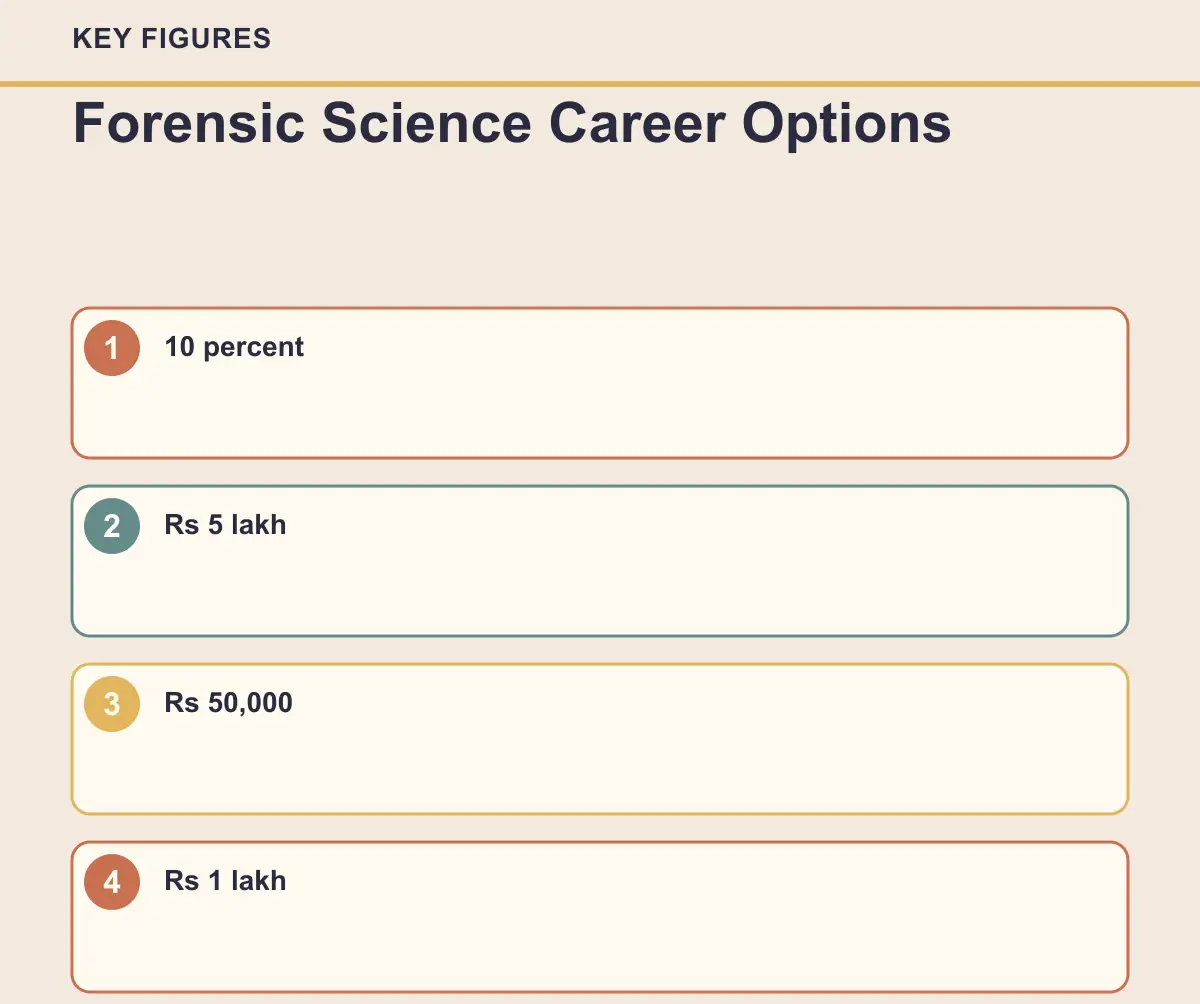 KEY FIGURES
Forensic Science Career Options
1 10 percent
2 Rs 5 lakh
3 Rs 50,000
4 Rs 1 lakh